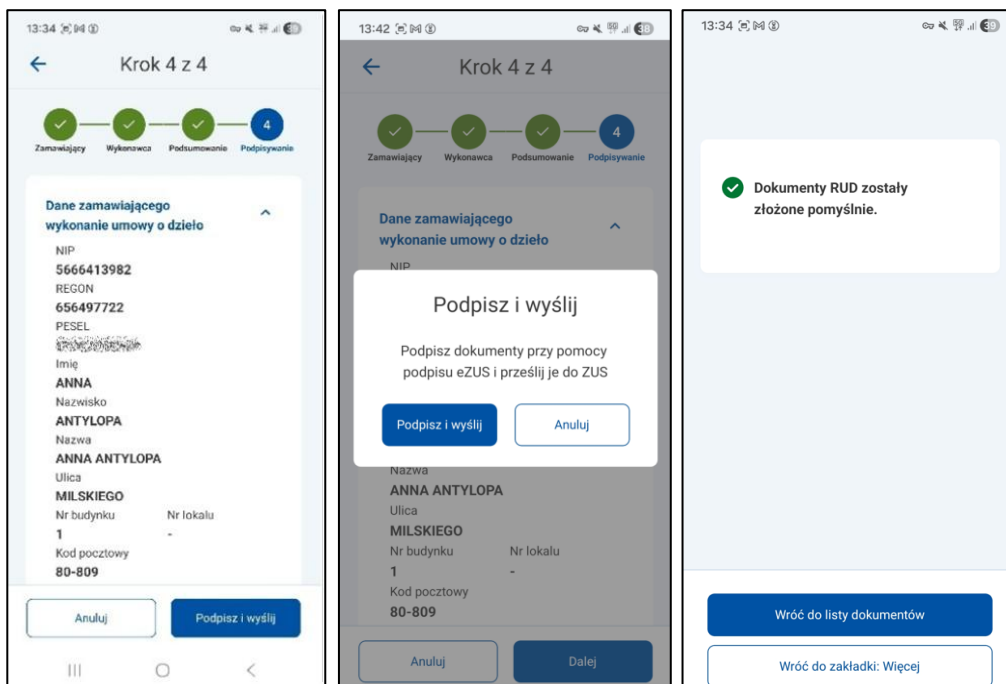 13:34
Krok 4 z 4
4
Zamawiający Wykonawca Podsumowanie Podpisywanie
Dane zamawiającego
wykonanie umowy o dzieło
NIP
5666413982
REGON
656497722
PESEL
Imię
ANNA
Nazwisko
ANTYLOPA
Nazwa
ANNA ANTYLOPA
Ulica
MILSKIEGO
Nr budynku Nr lokalu
1 -
Kod pocztowy
80-809
Anuluj Podpisz i wyślij
13:42 38
Krok 4 z 4
4
Zamawiający Wykonawca Podsumowanie Podpisywanie
Dane zamawiającego
wykonanie umowy o dzieło
NIP
Podpisz i wyślij
Podpisz dokumenty przy pomocy
podpisu eZUS i prześlij je do ZUS
Podpisz i wyślij Anuluj
Nazwa
ANNA ANTYLOPA
Ulica
MILSKIEGO
Nr budynku Nr lokalu
1 -
Kod pocztowy
80-809
Anuluj Dalej
13:34 39
Dokumenty RUD zostały
złożone pomyślnie.
Wróć do listy dokumentów
Wróć do zakładki: Więcej